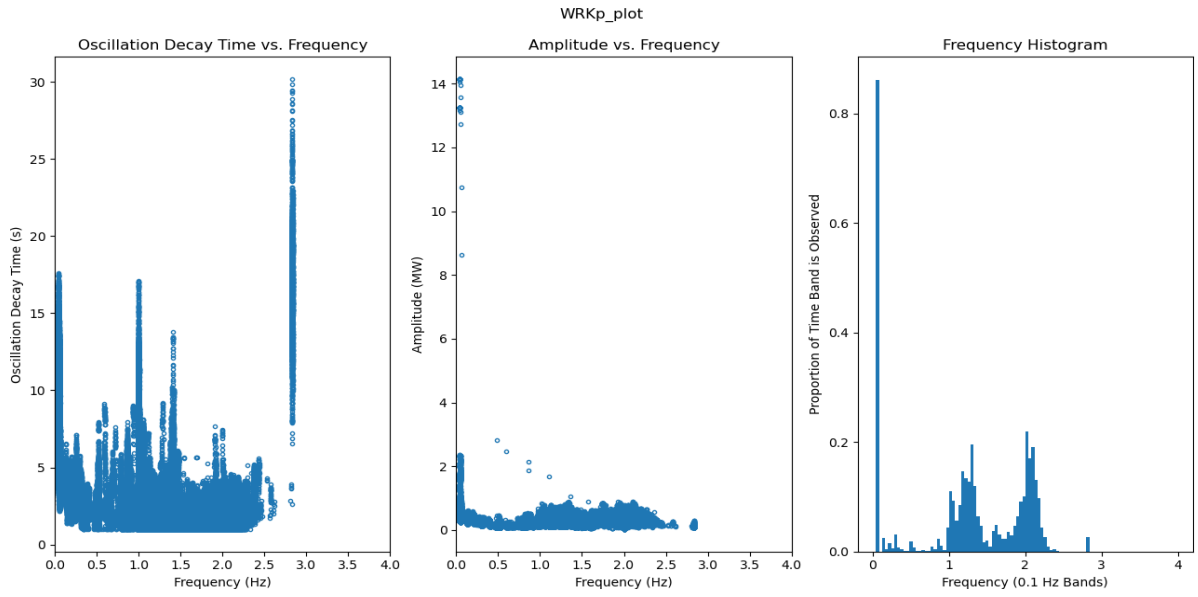 WRKp_plot
Oscillation Decay Time vs. Frequency
Oscillation Decay Time (s)
30
25
20
15
10
5
0
0.0 0.5 1.0 1.5 2.0 2.5 3.0 3.5 4.0
Frequency (Hz)
Amplitude vs. Frequency
Amplitude (MW)
14
12
10
8
6
4
2
0
0.0 0.5 1.0 1.5 2.0 2.5 3.0 3.5 4.0
Frequency (Hz)
Frequency Histogram
Proportion of Time Band is Observed
0.8
0.6
0.4
0.2
0.0
0 1 2 3 4
Frequency (0.1 Hz Bands)